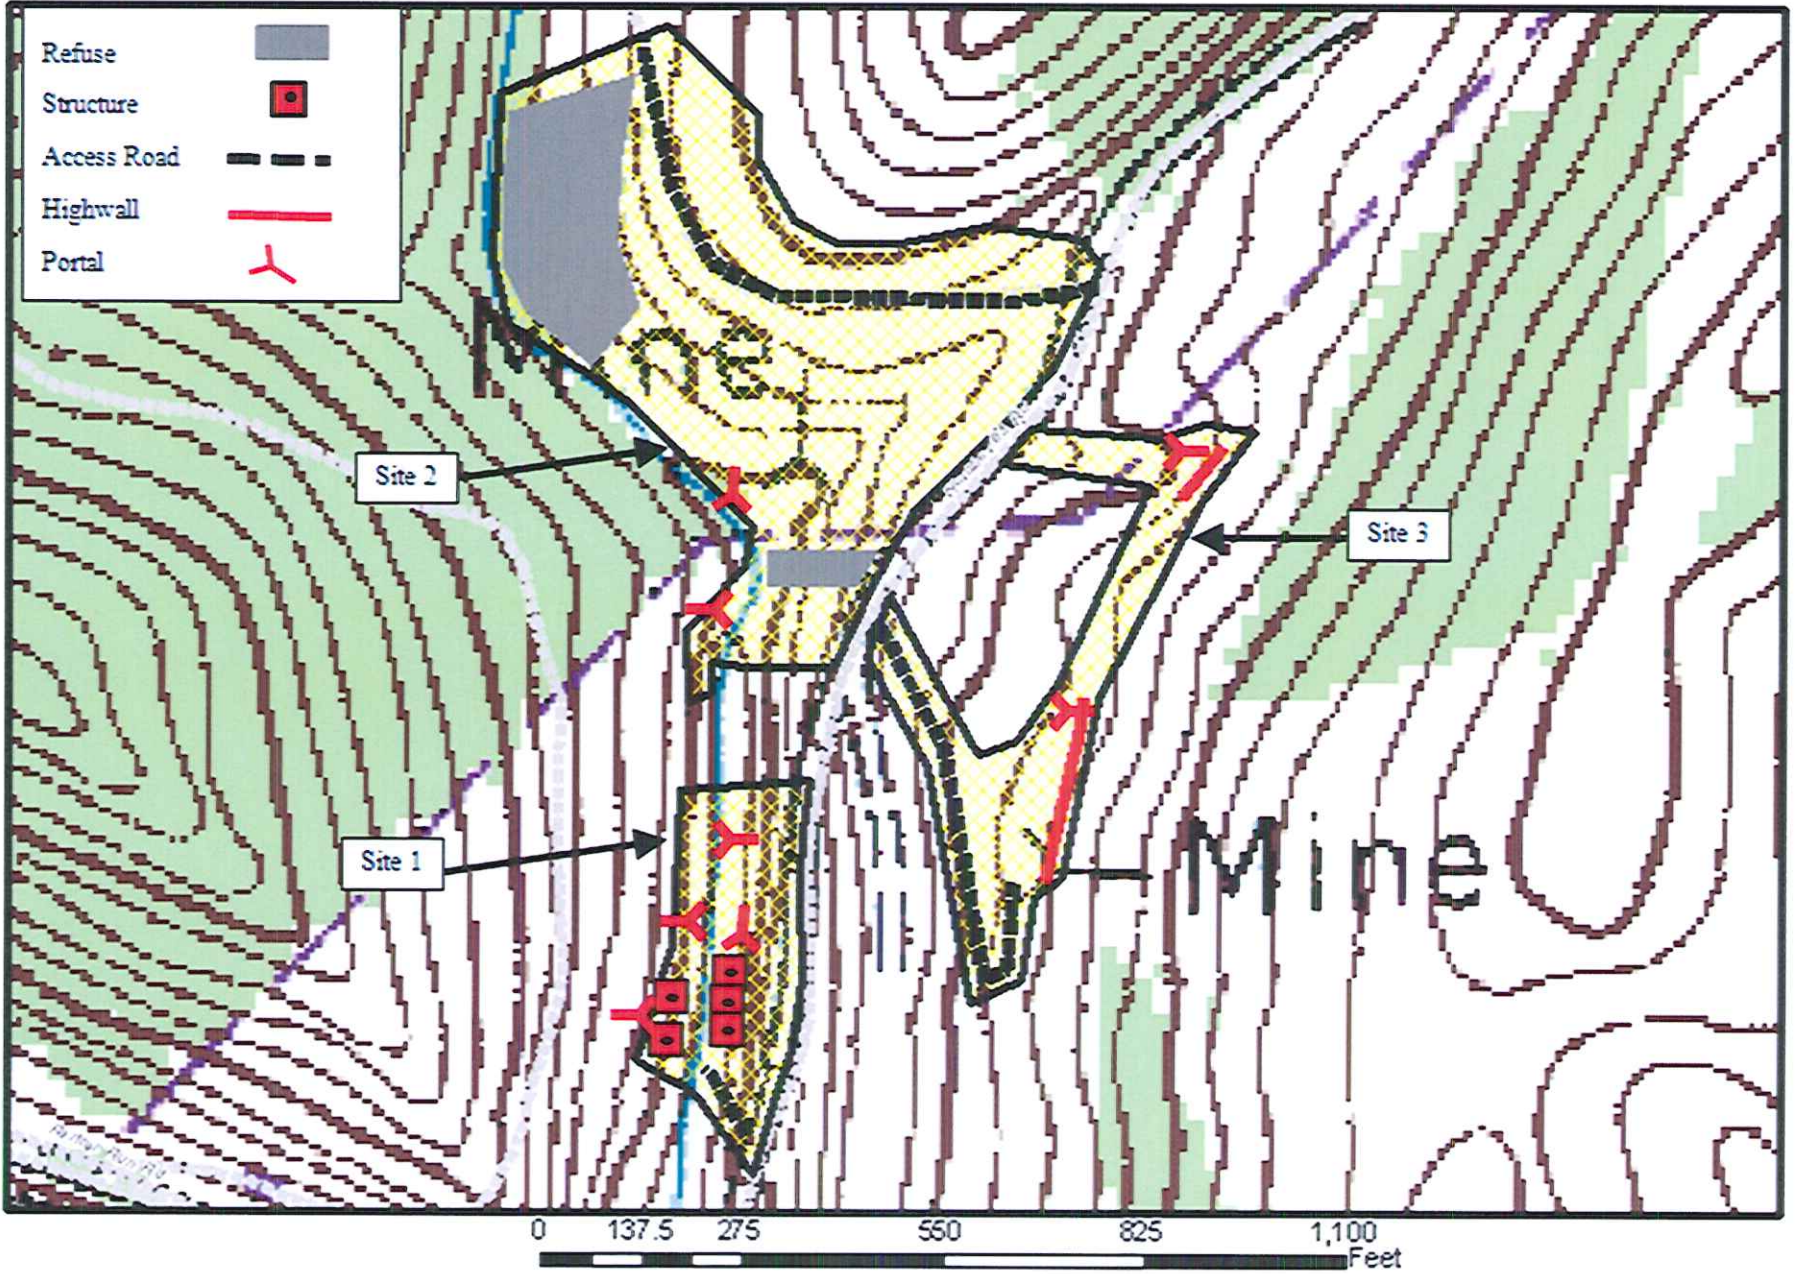 Refuse
Structure
Access Road
Highwall
Portal
Mine
Site 2
Site 3
Site 1
Mine
0 137.5 275 550 825 1,100
Feet